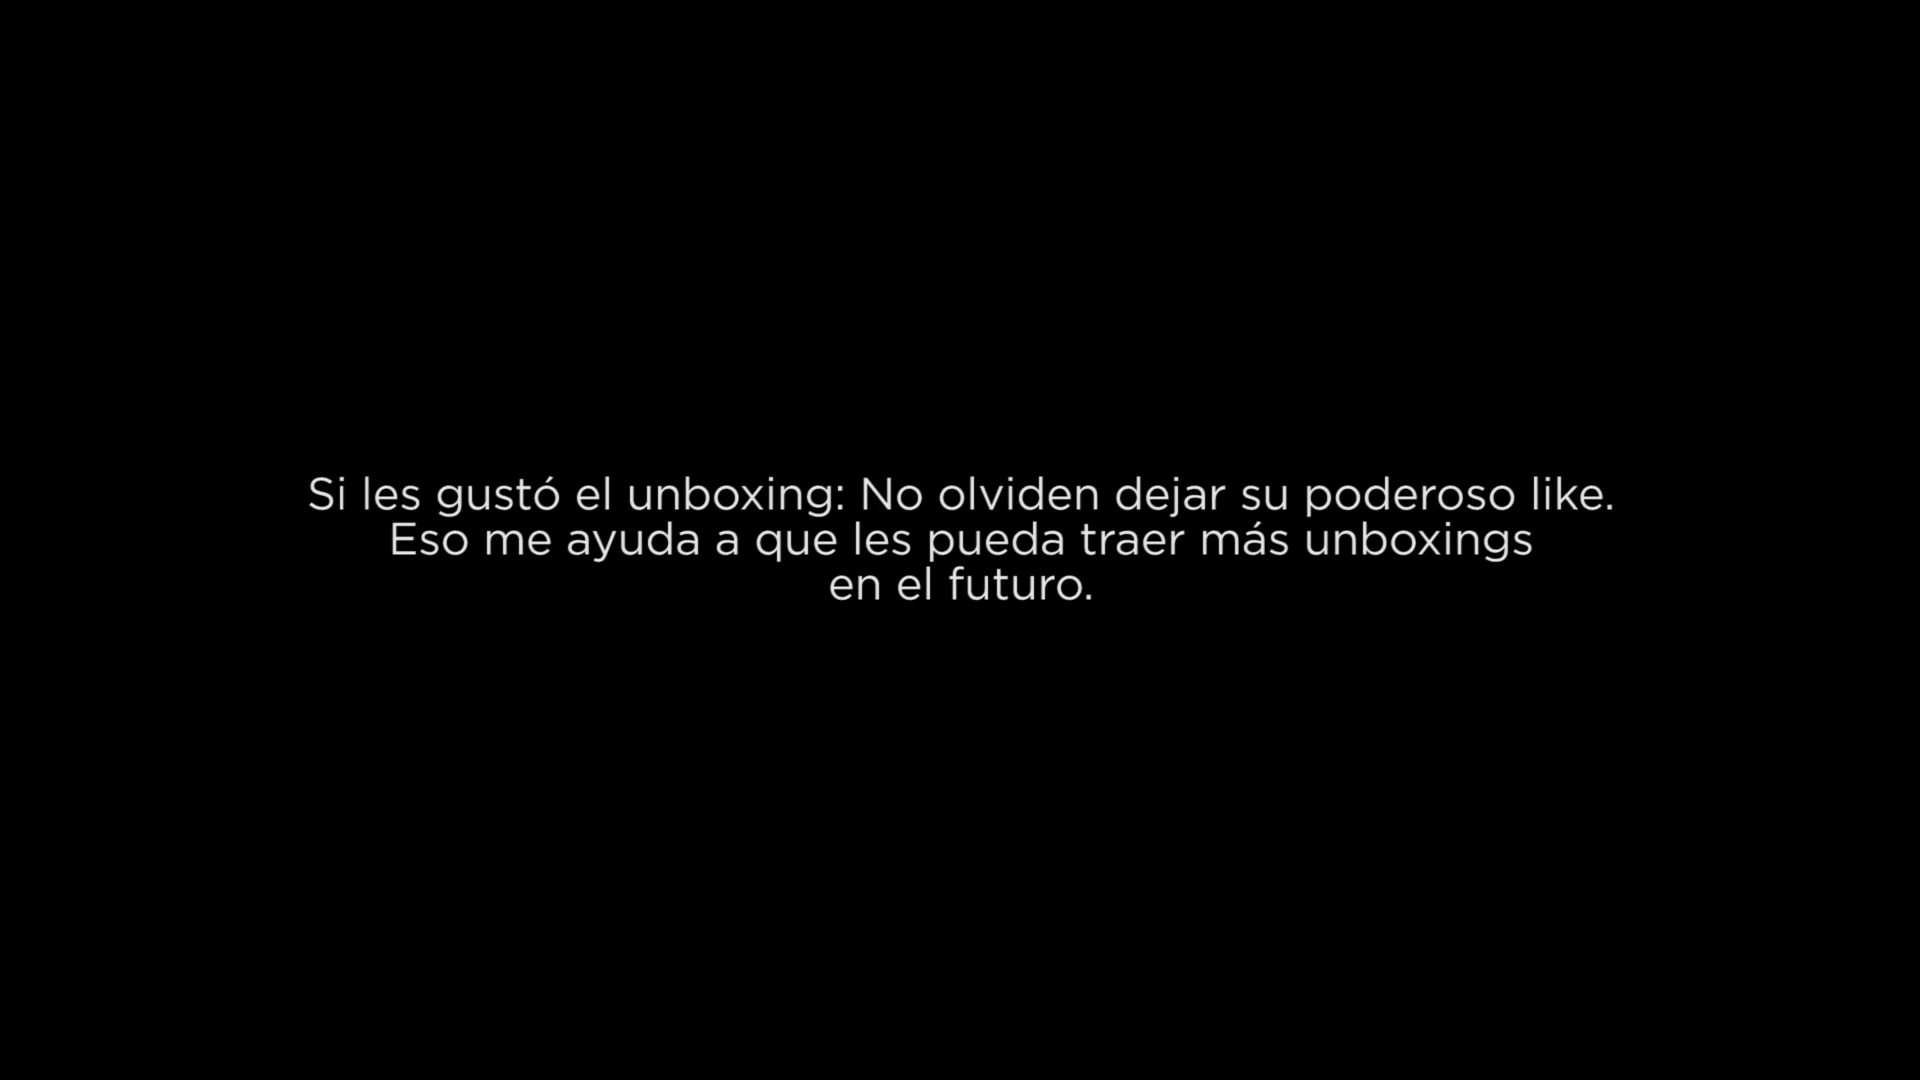 Si les gustó el unboxing: No olviden dejar su poderoso like.
Eso me ayuda a que les pueda traer más unboxings
en el futuro.